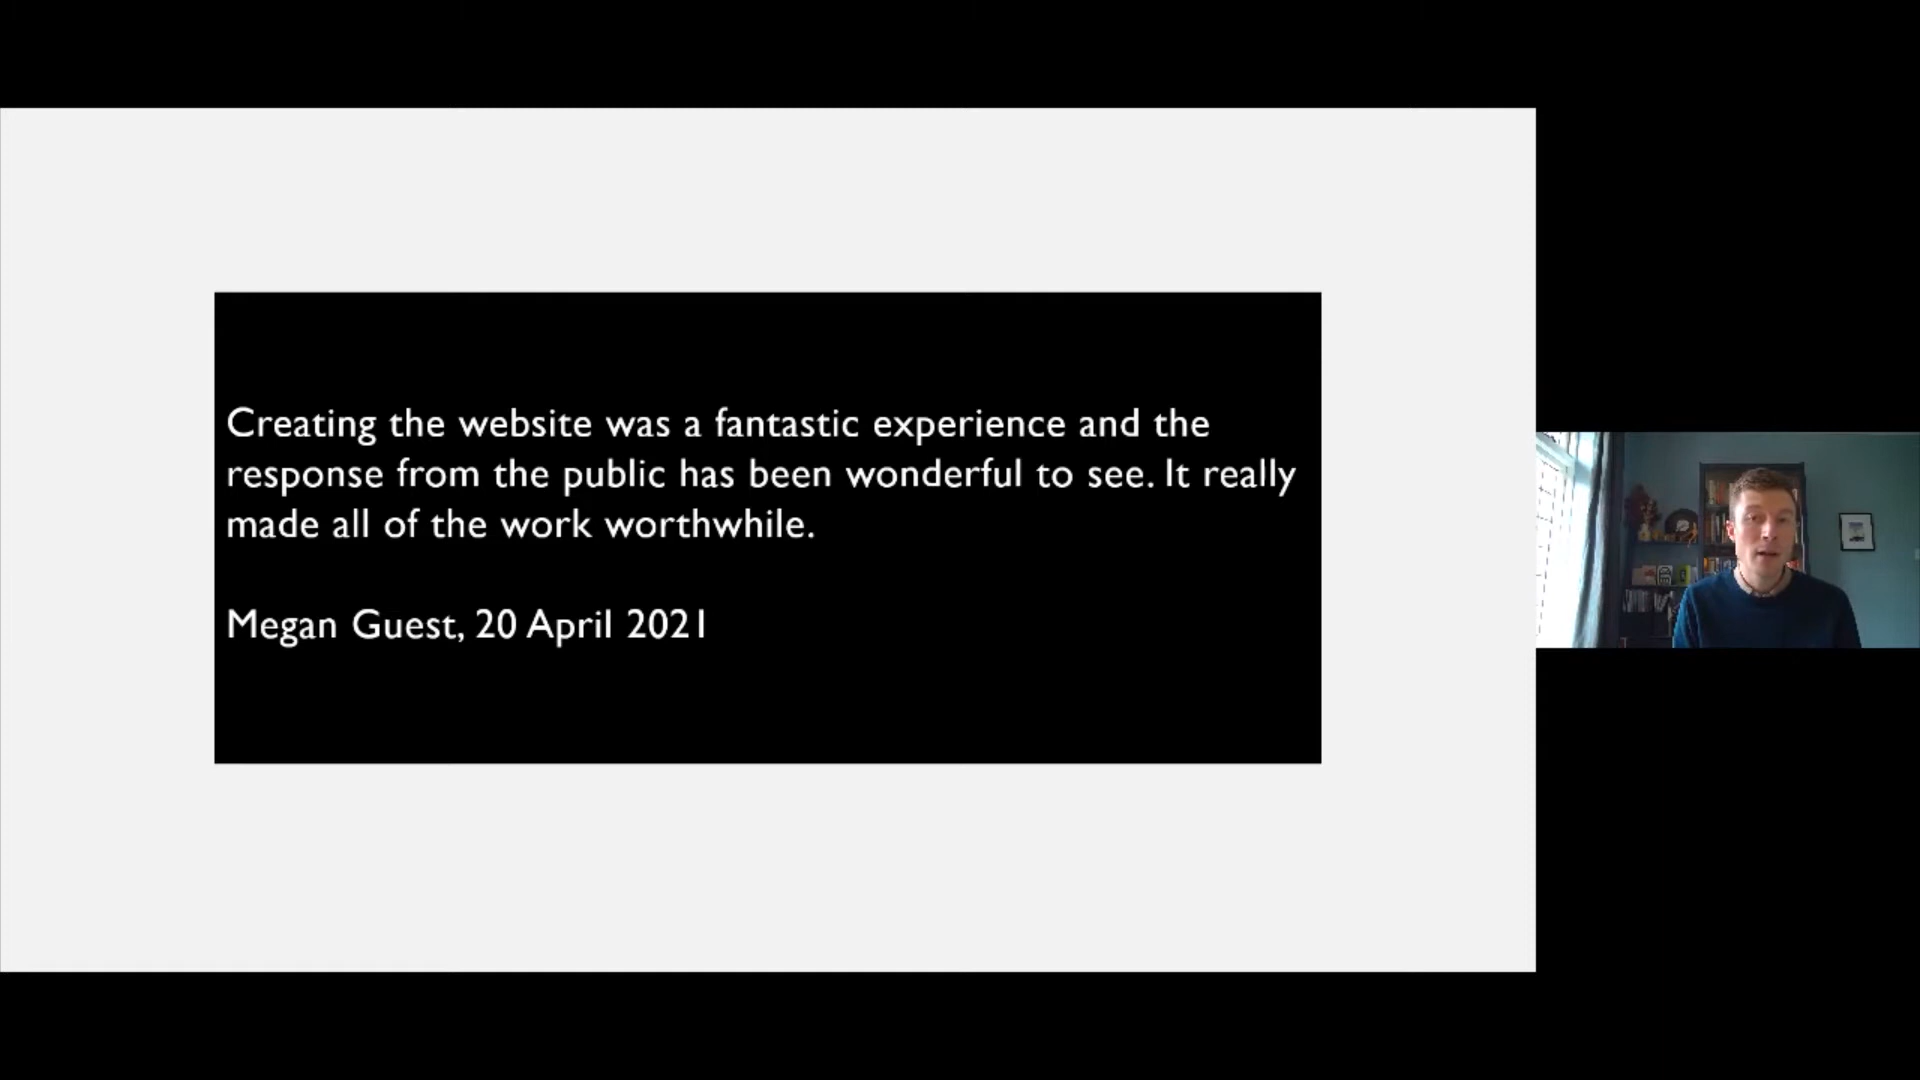 Creating the website was a fantastic experience and the
response from the public has been wonderful to see. It really
made all of the work worthwhile.
Megan Guest, 20 April 2021